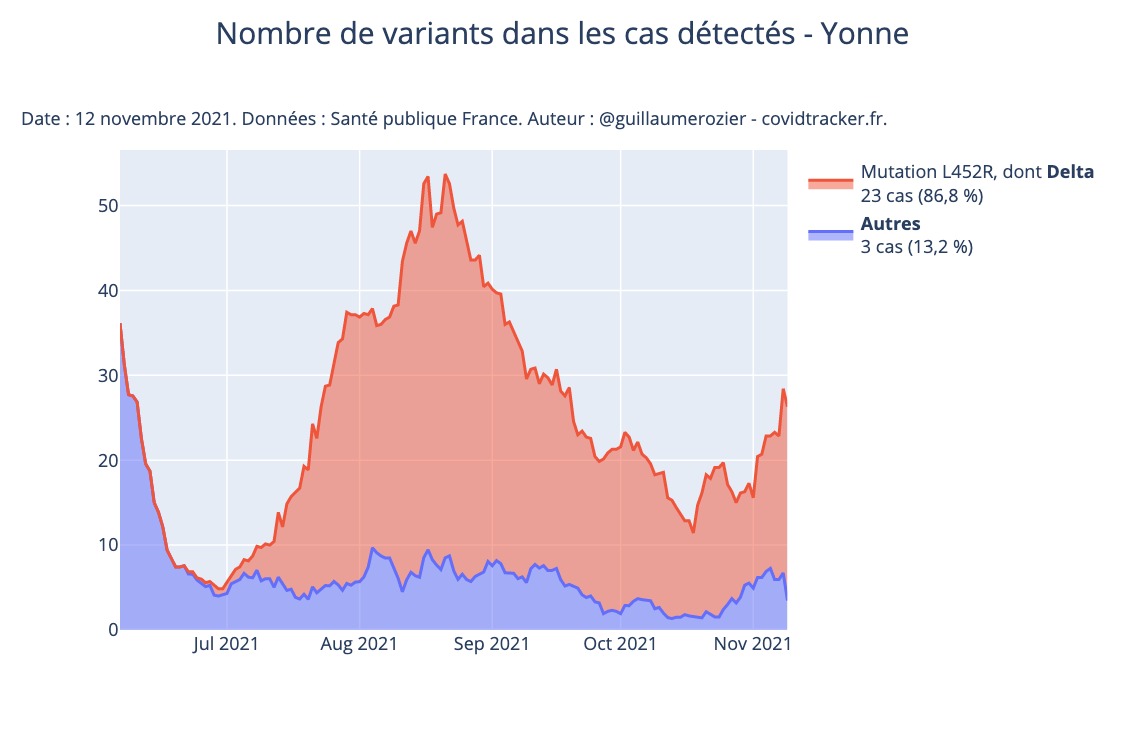 Nombre de variants dans les cas détectés - Yonne
Date : 12 novembre 2021. Données : Santé publique France. Auteur : @guillaumerozier - covidtracker.fr.
Mutation L452R, dont Delta
23 cas (86,8 %)
Autres
3 cas (13,2 %)
50
40
30
20
10
0
Jul 2021
Aug 2021
Sep 2021
Oct 2021
Nov 2021